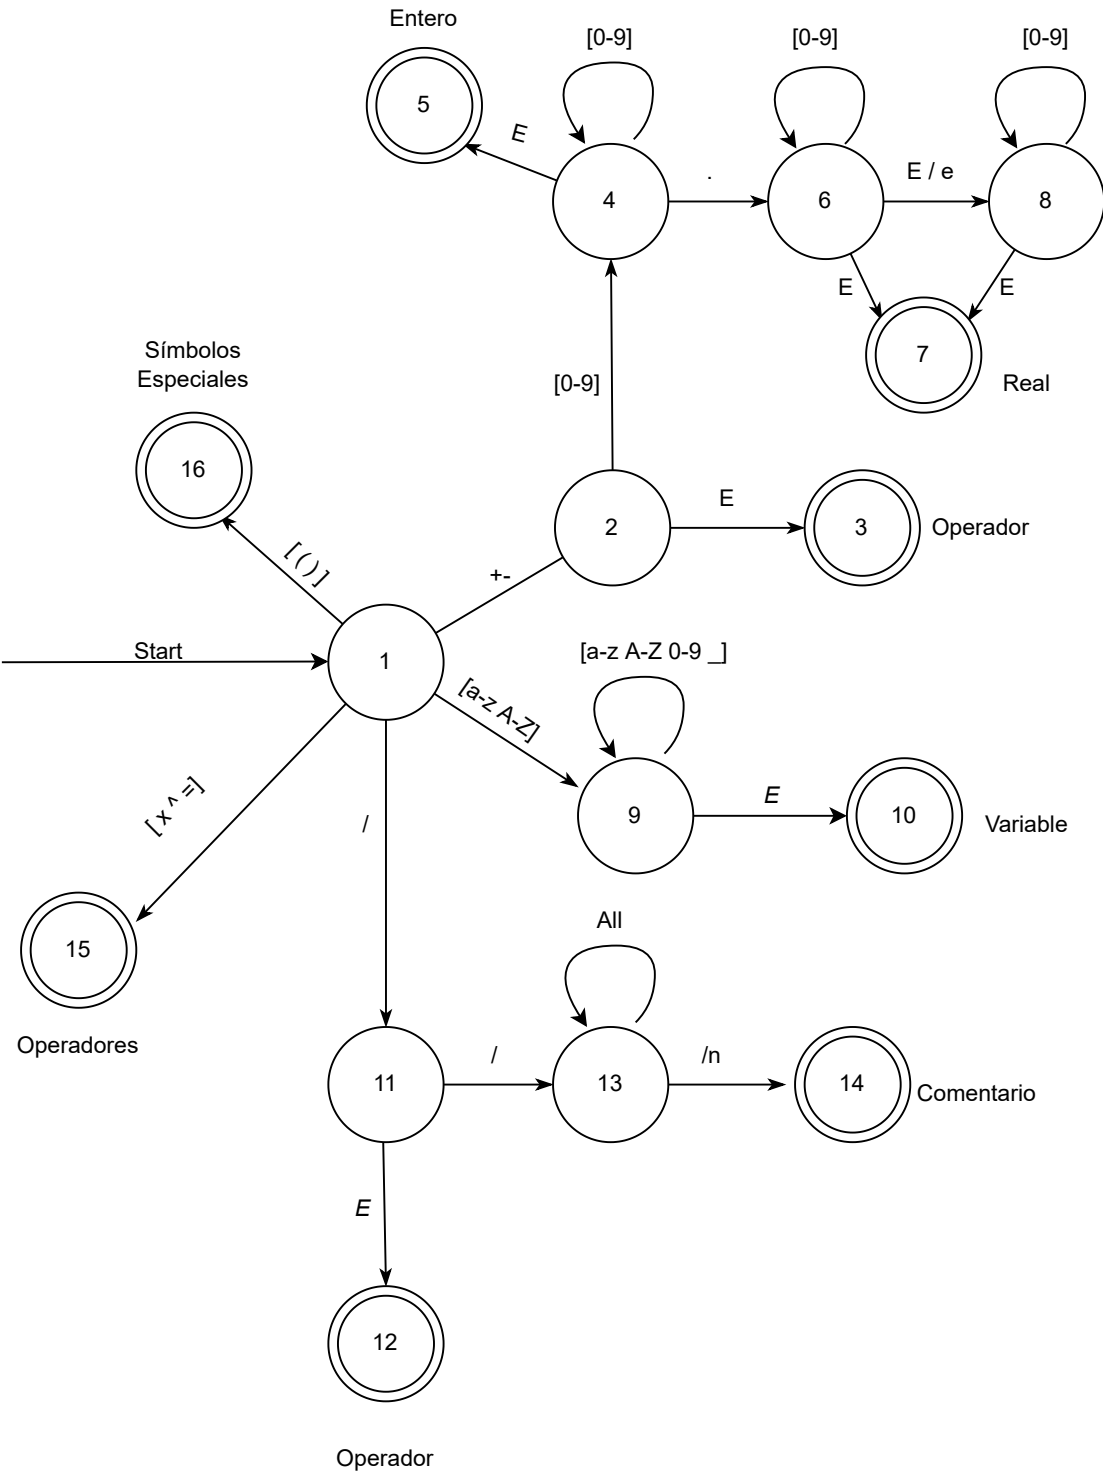 Entero
[0-9]
[0-9]
[0-9]
5
E
4
.
6
E / e
8
E
E
7
Real
[0-9]
Símbolos
Especiales
16
2
E
3
Operador
[ ( ) ]
+-
Start
1
[a-z A-Z 0-9 _]
[a-z A-Z]
[ x ^ =]
/
9
E
10
Variable
15
Operadores
All
11
/
13
/n
14
Comentario
E
12
Operador